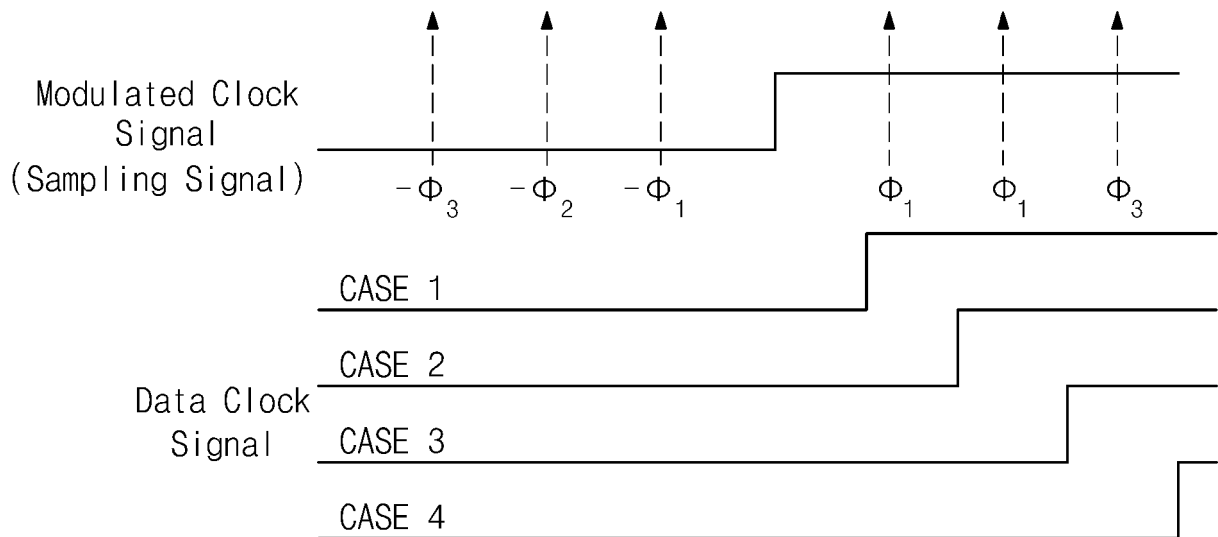 Modulated Clock
Signal
(Sampling Signal)
-Φ3 -Φ2 -Φ1 Φ1 Φ1 Φ3
CASE 1
CASE 2
Data Clock
Signal
CASE 3
CASE 4